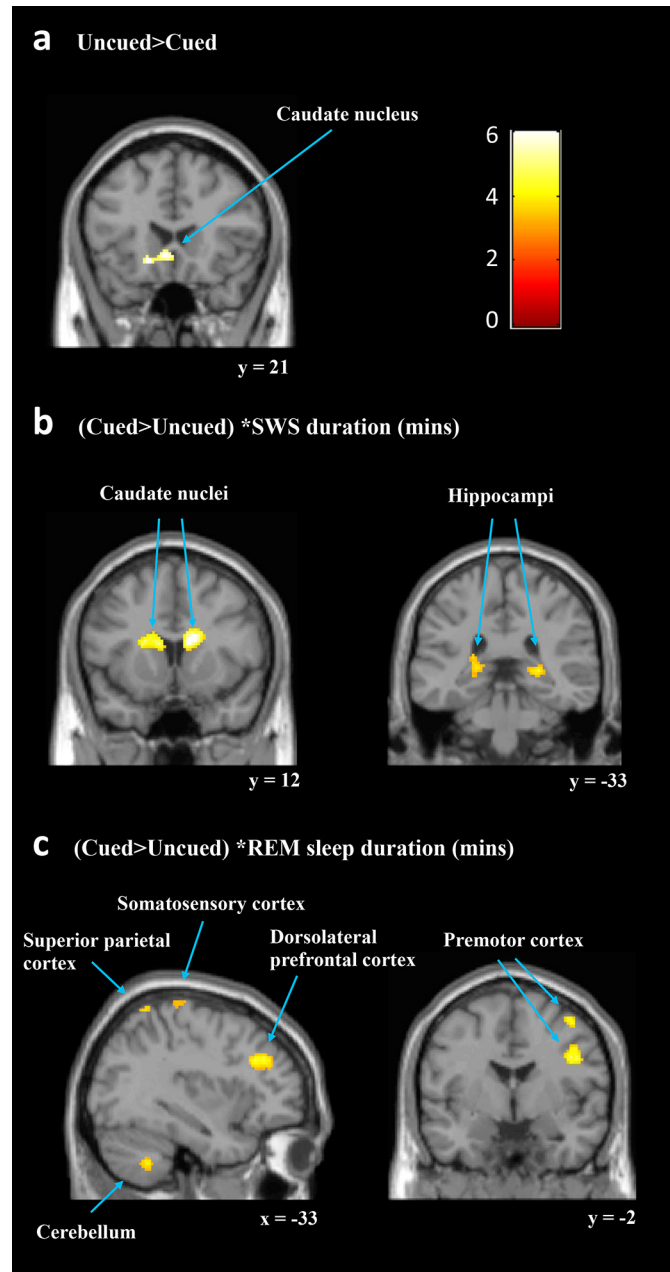 a Uncued>Cued
Caudate nucleus
6
4
2
0
y = 21
b (Cued>Uncued) *SWS duration (mins)
Caudate nuclei
Hippocampi
y = 12
y = -33
c (Cued>Uncued) *REM sleep duration (mins)
Somatosensory cortex
Superior parietal
cortex
Dorsolateral
prefrontal cortex
Premotor cortex
Cerebellum
x = -33
y = -2